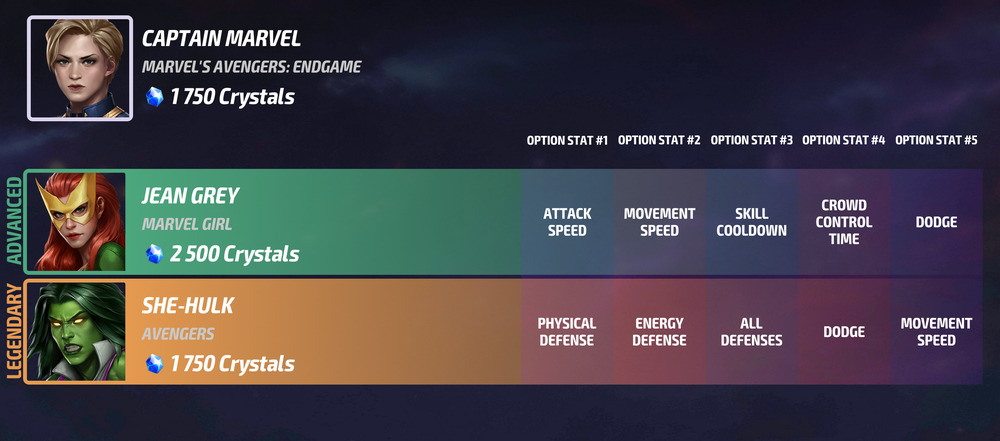 CAPTAIN MARVEL
MARVEL'S AVENGERS: ENDGAME
1 750 Crystals
OPTION STAT #1 OPTION STAT #2 OPTION STAT #3 OPTION STAT #4 OPTION STAT #5
ADVANCED
JEAN GREY
MARVEL GIRL
2 500 Crystals
ATTACK
SPEED
MOVEMENT
SPEED
SKILL
COOLDOWN
CROWD
CONTROL
TIME
DODGE
LEGENDARY
SHE-HULK
AVENGERS
1 750 Crystals
PHYSICAL
DEFENSE
ENERGY
DEFENSE
ALL
DEFENSES
DODGE
MOVEMENT
SPEED